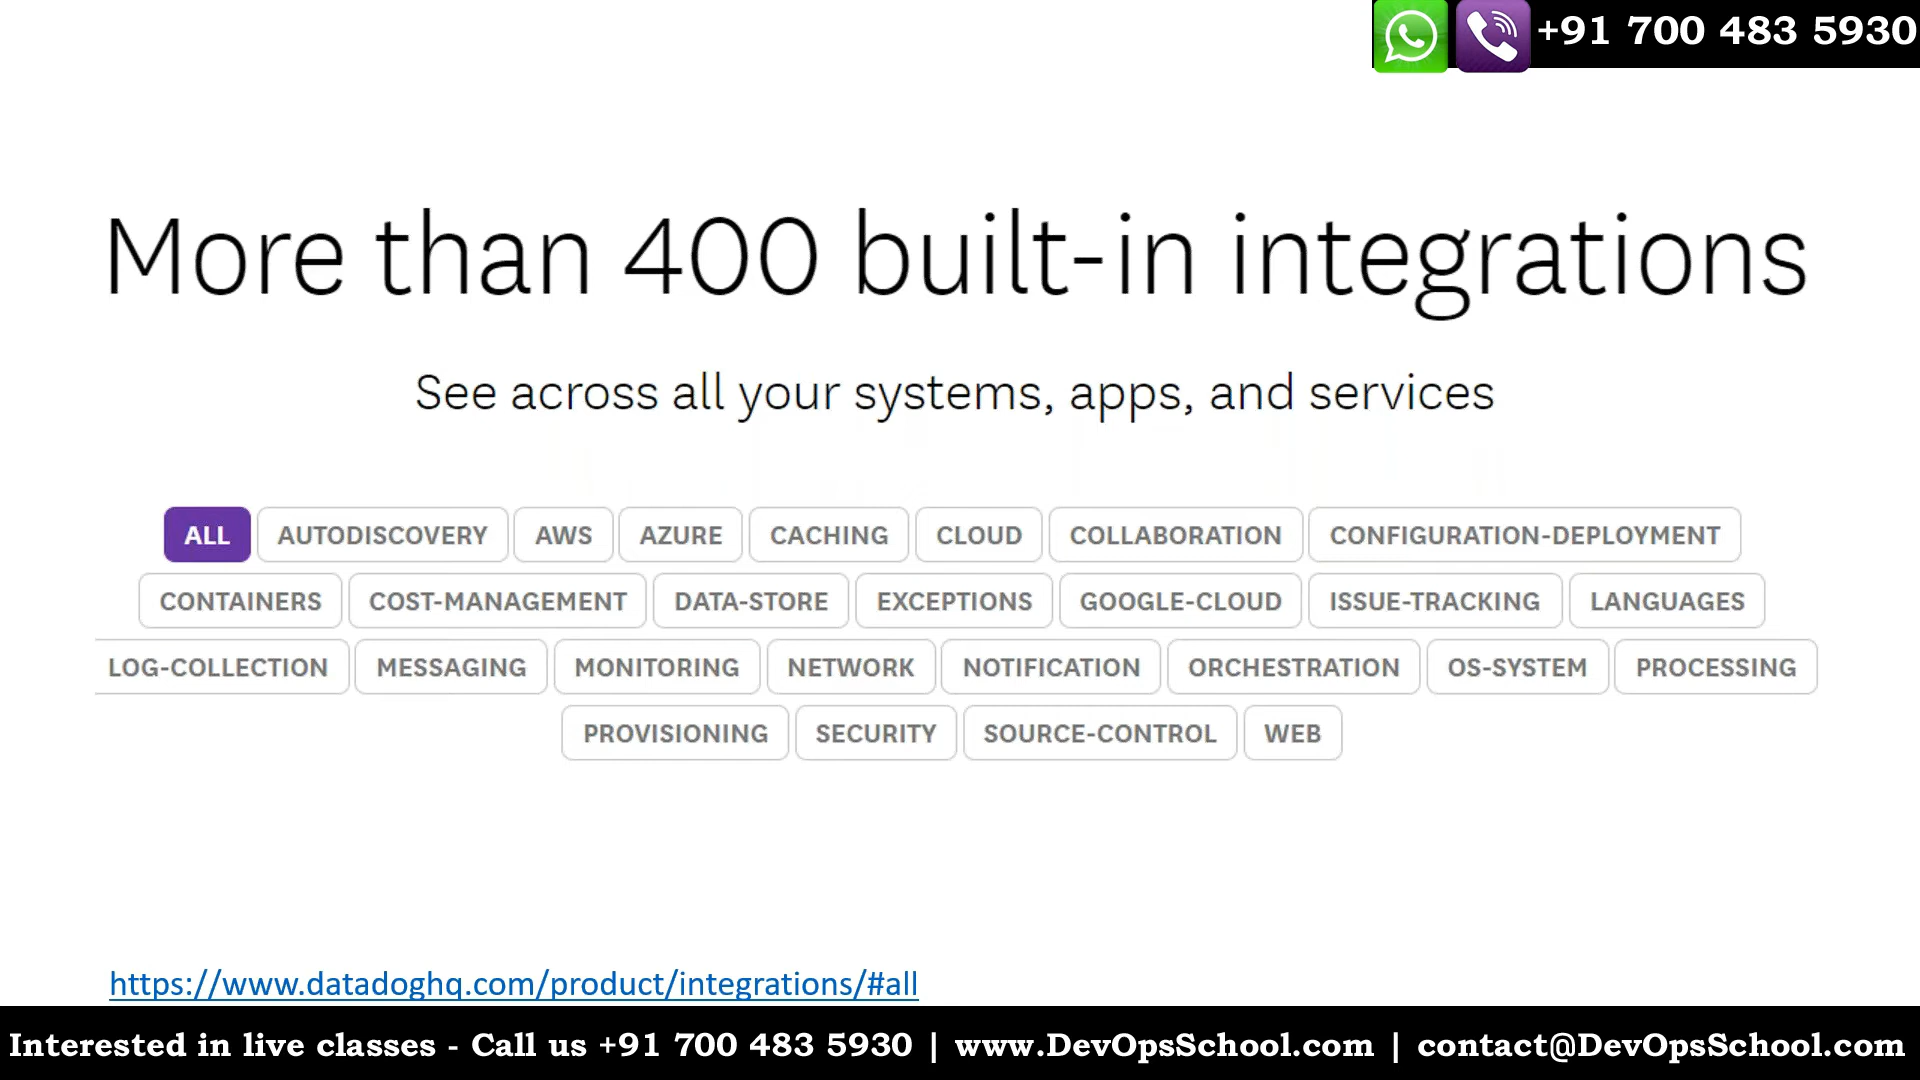 +91 700 483 5930
More than 400 built-in integrations
See across all your systems, apps, and services
ALL AUTODISCOVERY AWS AZURE CACHING CLOUD COLLABORATION CONFIGURATION-DEPLOYMENT
CONTAINERS COST-MANAGEMENT DATA-STORE EXCEPTIONS GOOGLE-CLOUD ISSUE-TRACKING LANGUAGES
LOG-COLLECTION MESSAGING MONITORING NETWORK NOTIFICATION ORCHESTRATION OS-SYSTEM PROCESSING
PROVISIONING SECURITY SOURCE-CONTROL WEB
https://www.datadoghq.com/product/integrations/#all
Interested in live classes - Call us +91 700 483 5930 | www.DevOpsSchool.com | contact@DevOpsSchool.com